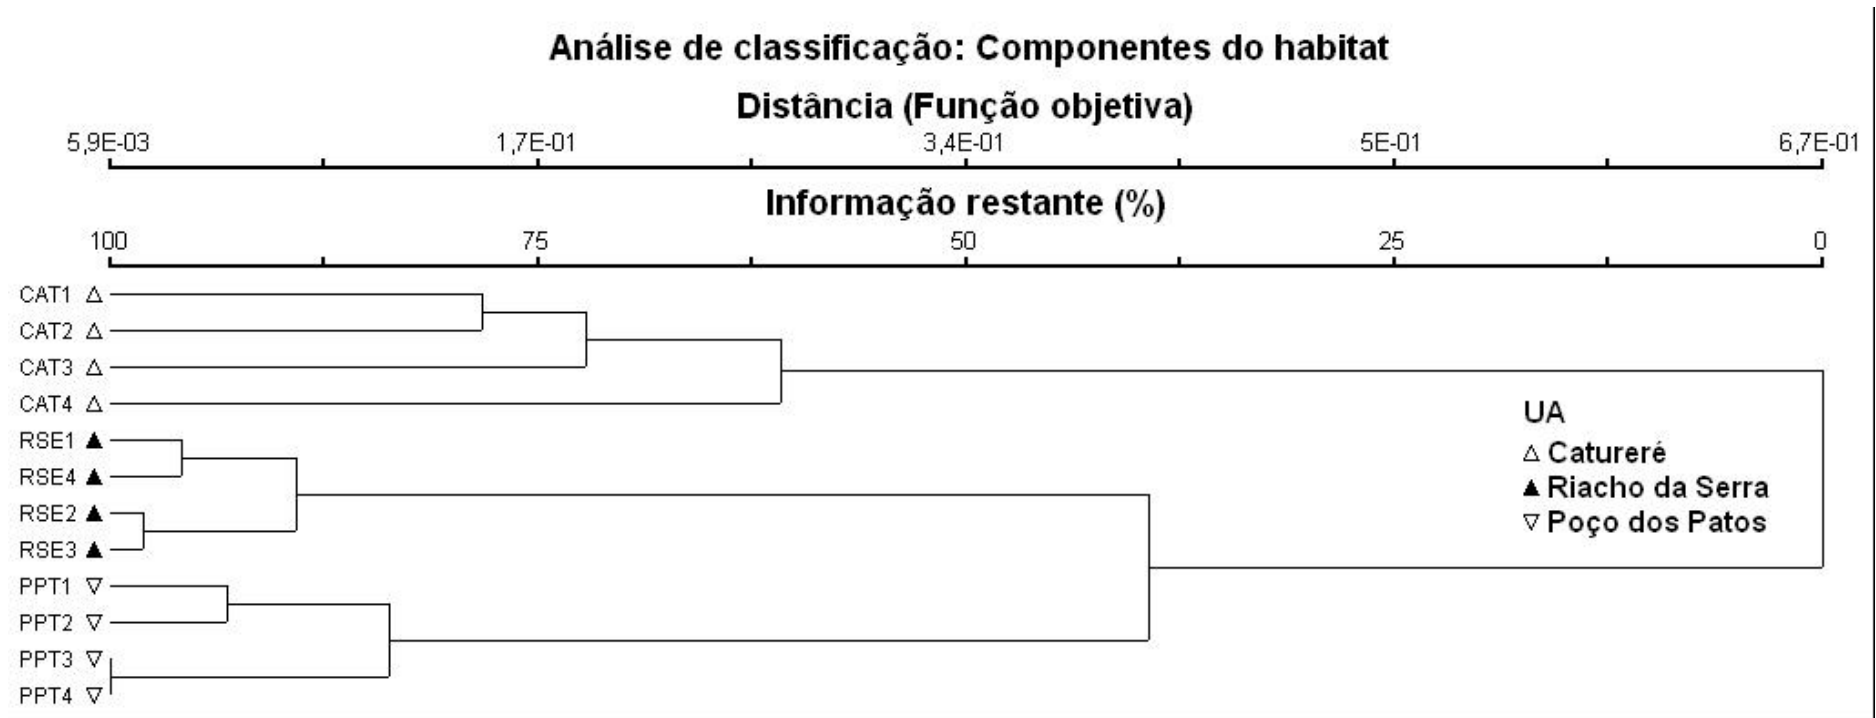 Análise de classificação: Componentes do habitat
Distância (Função objetiva)
5,9E-03 1,7E-01 3,4E-01 5E-01 6,7E-01
Informação restante (%)
100 75 50 25 0
CAT1
CAT2
CAT3
CAT4
RSE1
RSE4
RSE2
RSE3
PPT1
PPT2
PPT3
PPT4
UA
Catureré
Riacho da Serra
Poço dos Patos